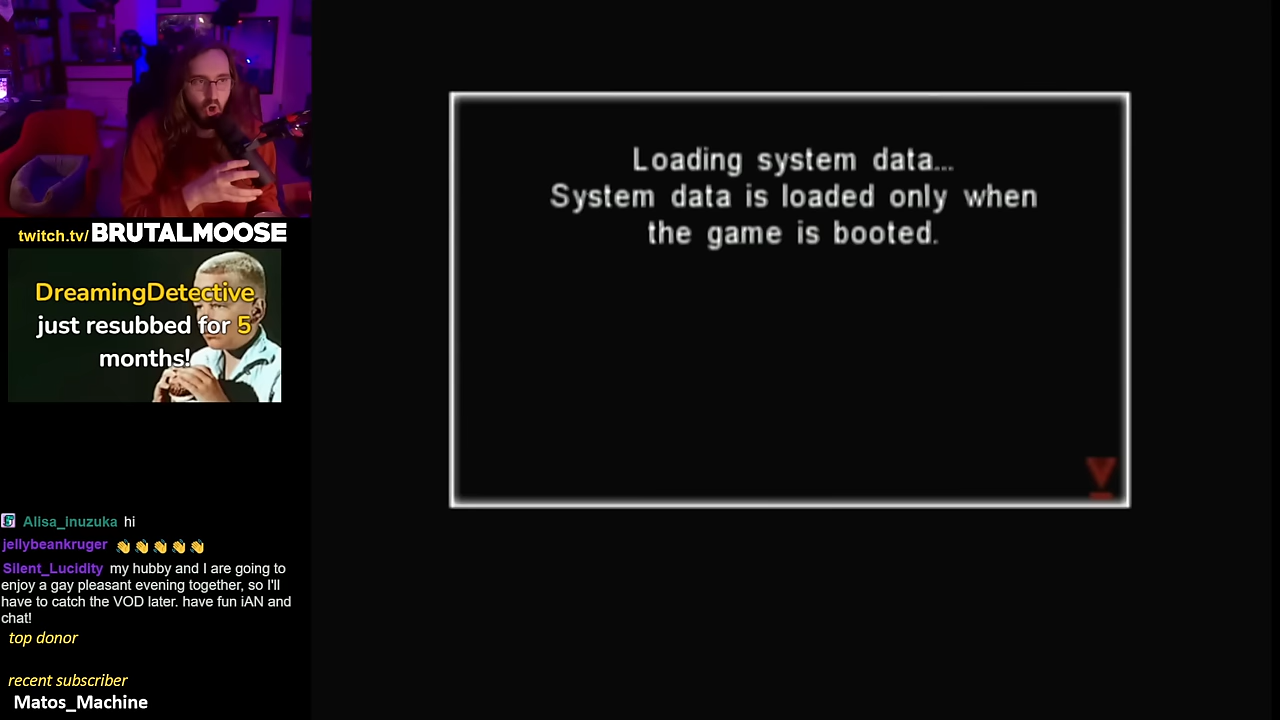 twitch.tv/BRUTALMOOSE
DreamingDetective
just resubbed for 5
months!
Alisa_inuzuka hi
jellybeankruger 👏👏👏👏👏
Silent_Lucidity my hubby and I are going to
enjoy a gay pleasant evening together, so I'll
have to catch the VOD later. have fun iAN and
chat!
top donor
recent subscriber
Matos_Machine
Loading system data...
System data is loaded only when
the game is booted.